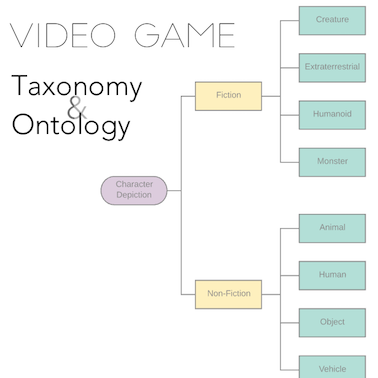 VIDEO GAME
Taxonomy
&
Ontology
Character
Depiction
Fiction
Creature
Extraterrestrial
Humanoid
Monster
Non-Fiction
Animal
Human
Object
Vehicle